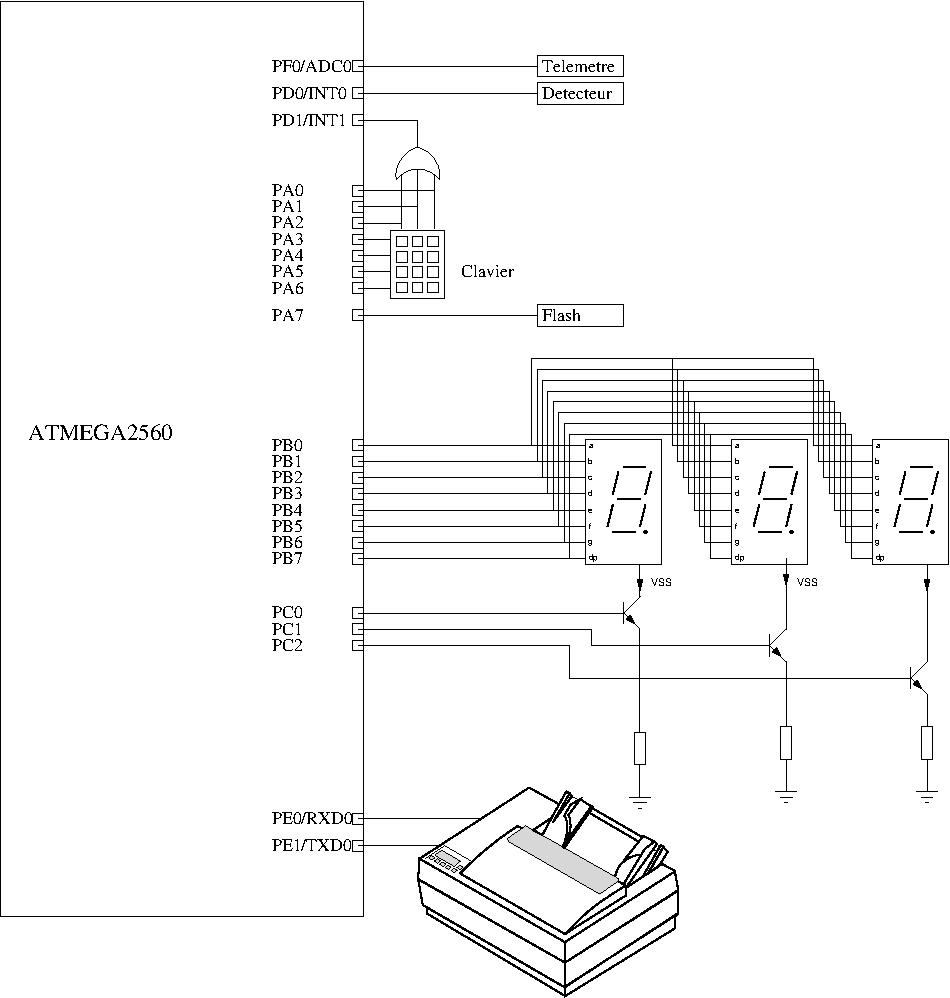 PF0/ADC0
Telemetre
PD0/INT0
Detecteur
PD1/INT1
PA0
PA1
PA2
PA3
PA4
PA5
PA6
Clavier
PA7
Flash
ATMEGA2560
PB0
PB1
PB2
PB3
PB4
PB5
PB6
PB7
a
b
c
d
e
f
g
dp
a
b
c
d
e
f
g
dp
a
b
c
d
e
f
g
dp
VSS
VSS
PC0
PC1
PC2
PE0/RXD0
PE1/TXD0